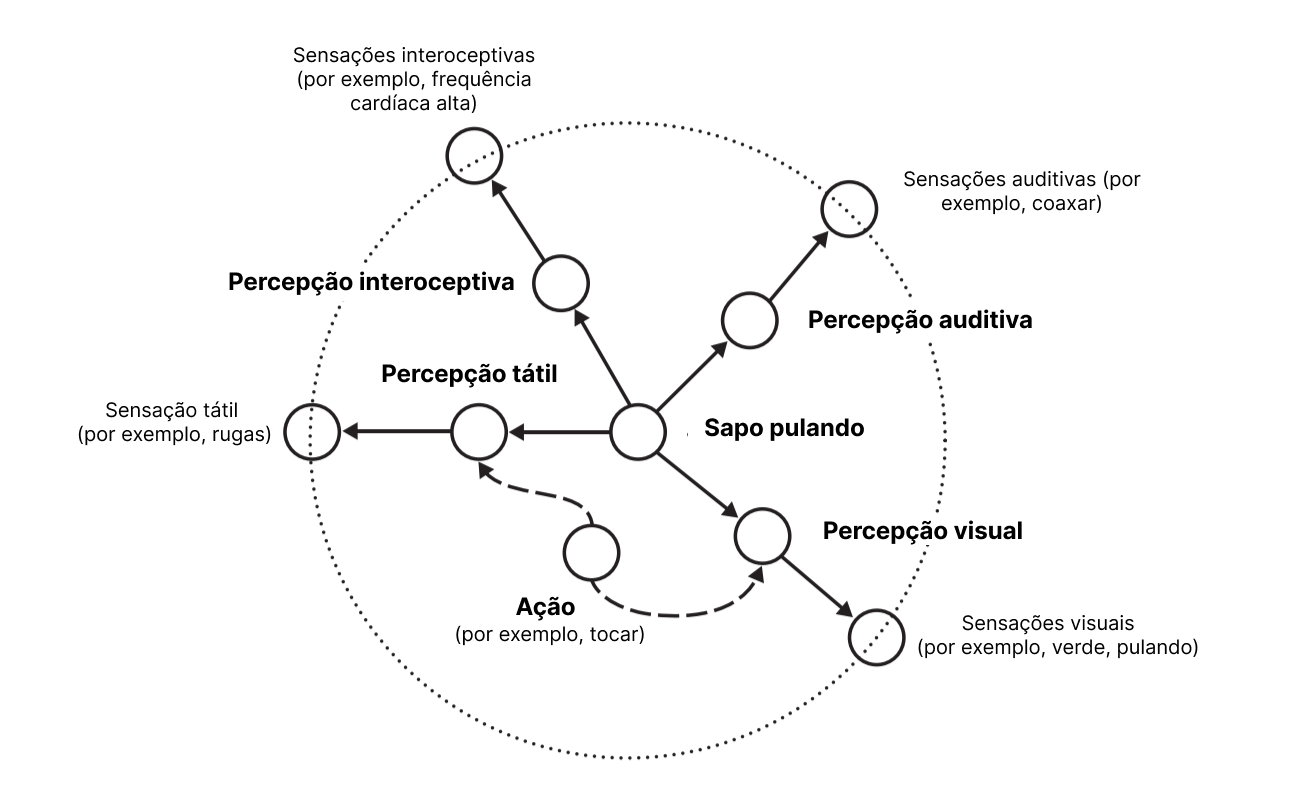 Sensações interoceptivas
(por exemplo, frequência
cardíaca alta)
Sensações auditivas (por
exemplo, coaxar)
Percepção interoceptiva
Percepção auditiva
Percepção tátil
Sensação tátil
(por exemplo, rugas)
Sapo pulando
Percepção visual
Ação
(por exemplo, tocar)
Sensações visuais
(por exemplo, verde, pulando)